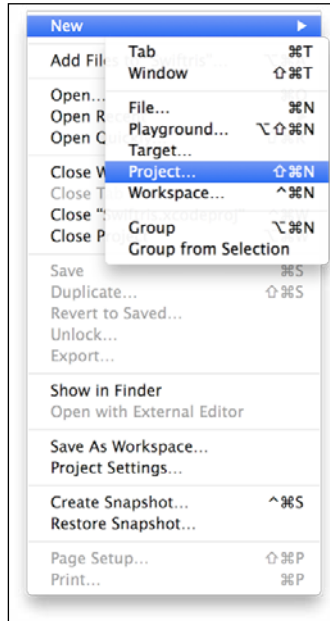 New ▶
Tab ⌘T
Window ⇧⌘T
File... ⌘N
Playground... ⌥⇧⌘N
Target...
Project... ⇧⌘N
Workspace... ^⌘N
Group ⌥⌘N
Group from Selection
Add Files
Open...
Open
Open
Close
Close
Close "Swiftris.xcodeproj"
Close
Save ⌘S
Duplicate... ⇧⌘S
Revert to Saved...
Unlock...
Export...
Show in Finder
Open with External Editor
Save As Workspace...
Project Settings...
Create Snapshot... ^⌘S
Restore Snapshot...
Page Setup... ⇧⌘P
Print... ⌘P